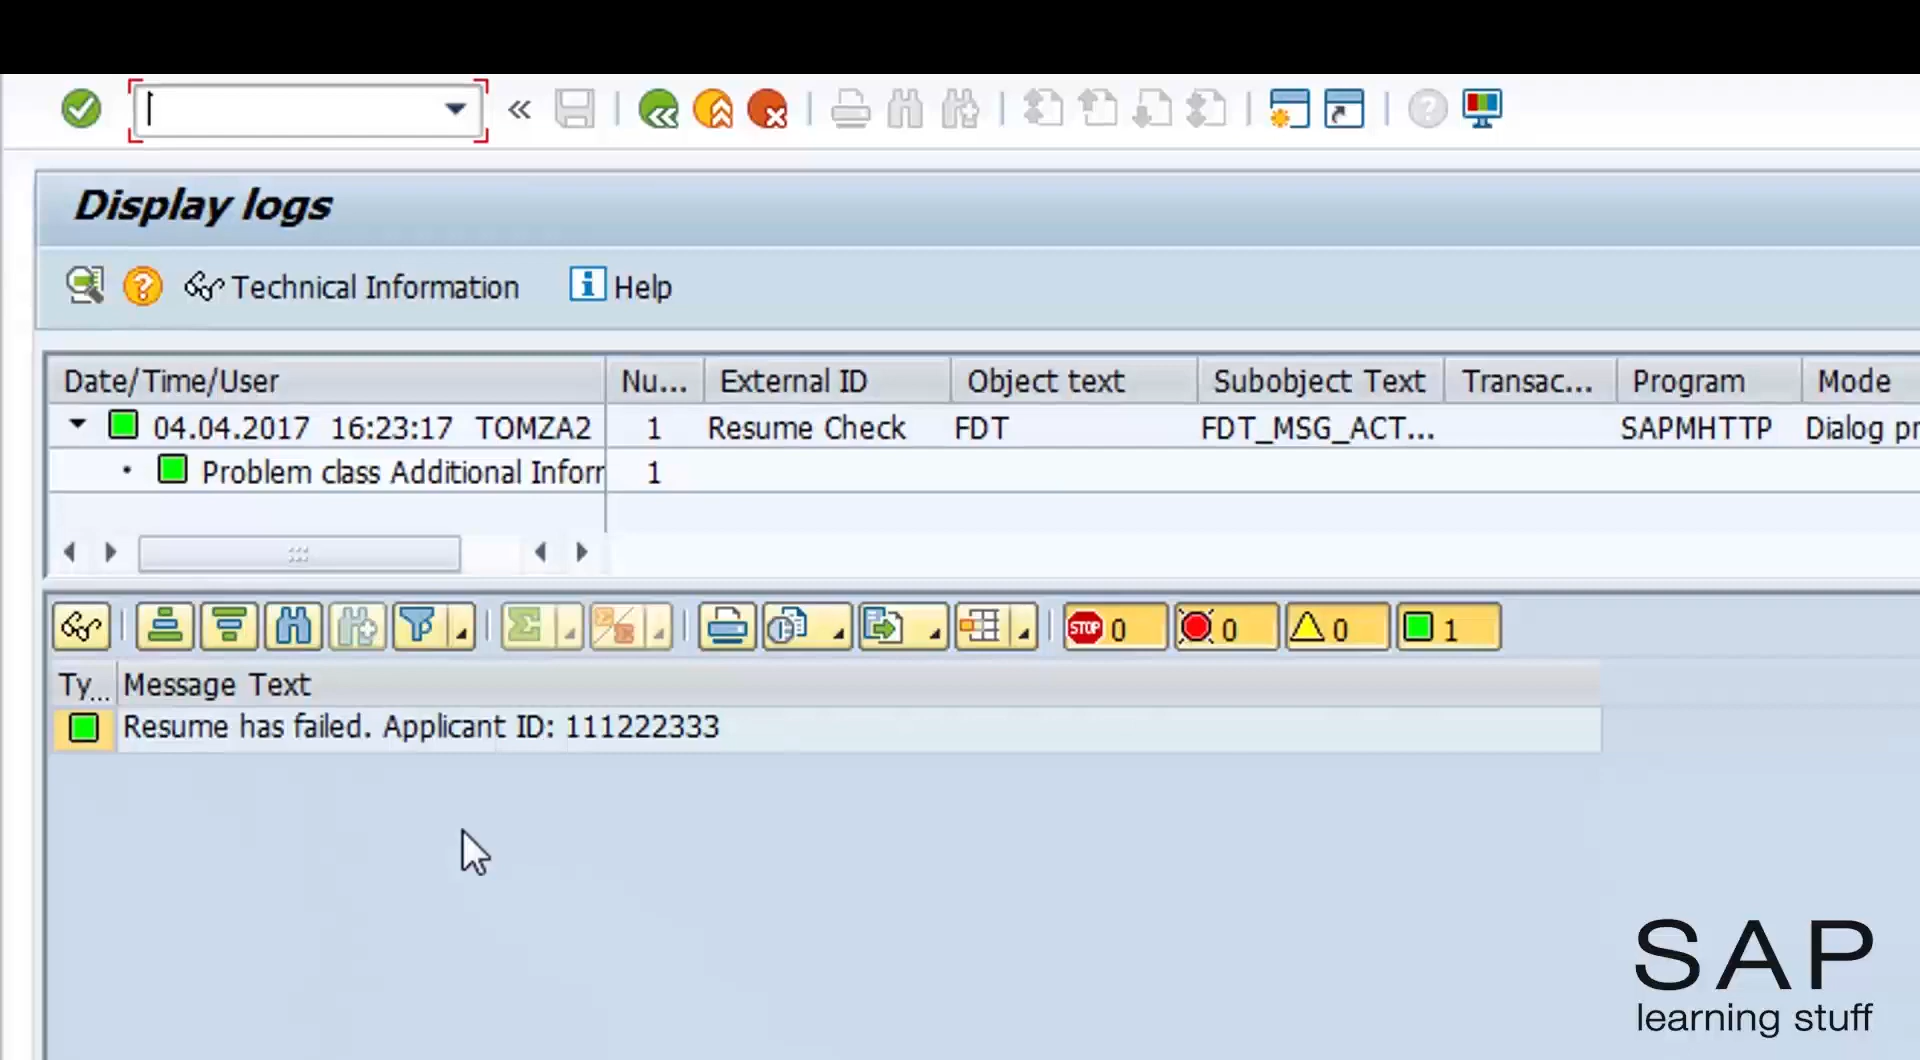 Display logs
Technical Information Help
Date/Time/User Nu... External ID Object text Subobject Text Transac... Program Mode
04.04.2017 16:23:17 TOMZA2 1 Resume Check FDT FDT_MSG_ACT... SAPMHTTP Dialog pr
Problem class Additional Inforr 1
STOP 0 0 0 1
Ty... Message Text
Resume has failed. Applicant ID: 111222333
SAP
learning stuff